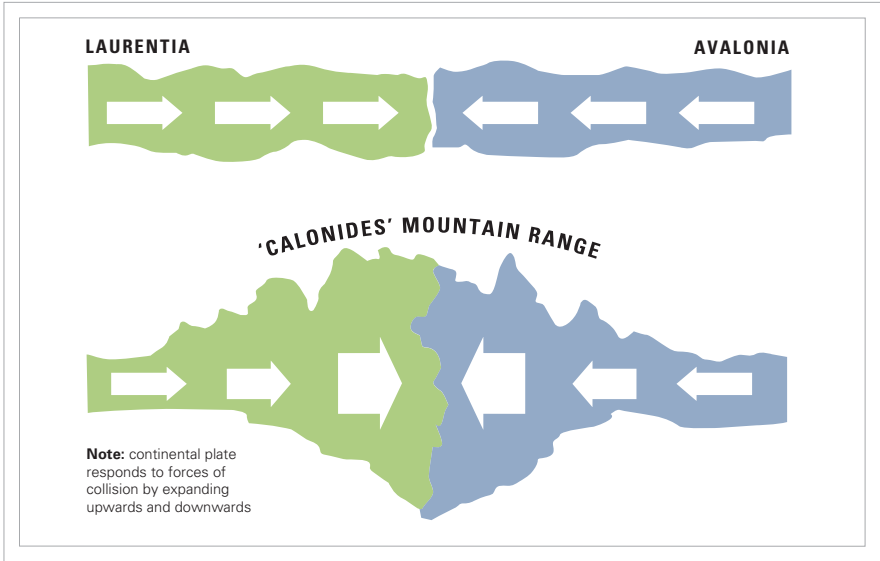 LAURENTIA
AVALONIA
‘CALONIDES’ MOUNTAIN RANGE
Note: continental plate
responds to forces of
collision by expanding
upwards and downwards